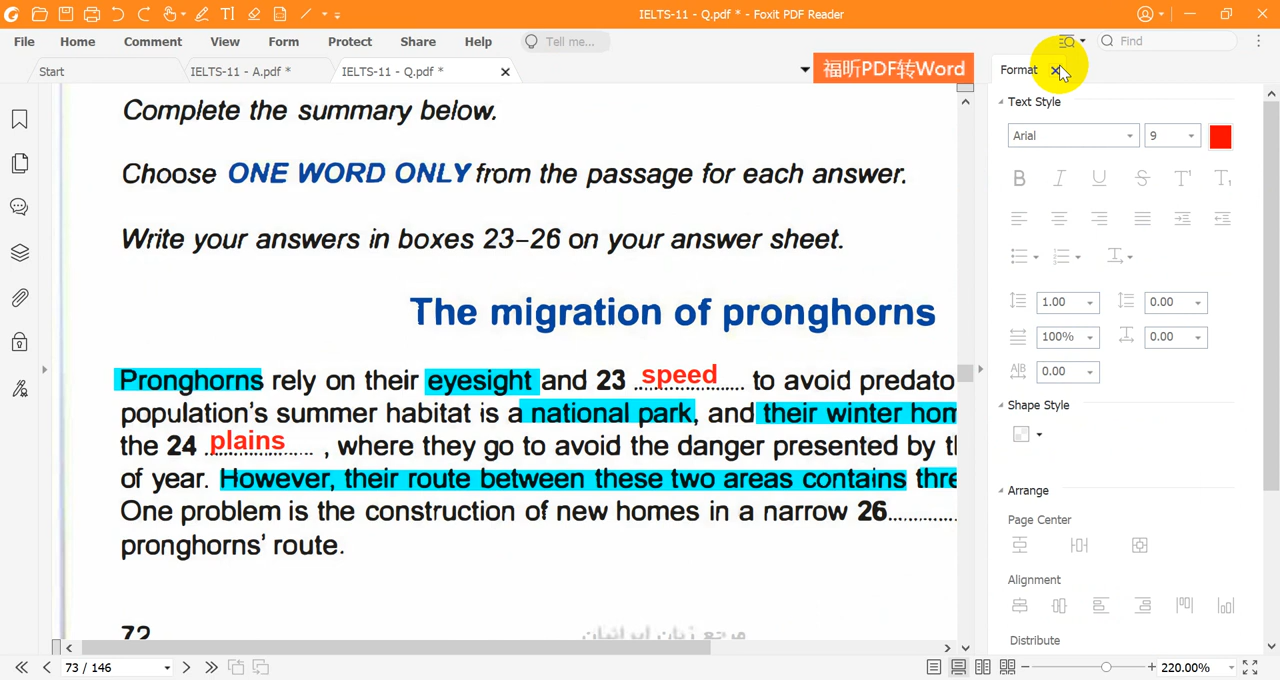 IELTS-11 - Q.pdf * - Foxit PDF Reader
File Home Comment View Form Protect Share Help Tell me... Find
Start IELTS-11 - A.pdf * IELTS-11 - Q.pdf * 福昕PDF转Word Format
Complete the summary below.
Choose ONE WORD ONLY from the passage for each answer.
Write your answers in boxes 23–26 on your answer sheet.
The migration of pronghorns
Pronghorns rely on their eyesight and 23 speed to avoid predato
population's summer habitat is a national park, and their winter hom
the 24 plains , where they go to avoid the danger presented by tl
of year. However, their route between these two areas contains thre
One problem is the construction of new homes in a narrow 26..............
pronghorns' route.
72
مرجع زبان ایرانیان
Text Style
Arial 9
1.00 0.00
100% 0.00
0.00
Shape Style
Arrange
Page Center
Alignment
Distribute
73 / 146 220.00%